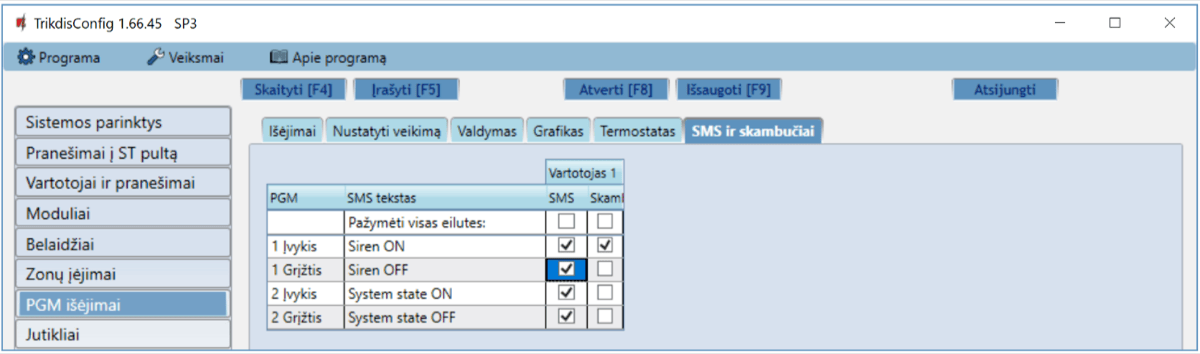 TrikdisConfig 1.66.45 SP3
Programa Veiksmai Apie programą
Skaityti [F4] Įrašyti [F5] Atverti [F8] Išsaugoti [F9] Atsijungti
Sistemos parinktys
Pranešimai į ST pultą
Vartotojai ir pranešimai
Moduliai
Belaidžiai
Zonų įėjimai
PGM išėjimai
Jutikliai
Išėjimai Nustatyti veikimą Valdymas Grafikas Termostatas SMS ir skambučiai
Vartotojas 1
PGM SMS tekstas SMS Skaml
Pažymėti visas eilutes:
1 Įvykis Siren ON
1 Grįžtis Siren OFF
2 Įvykis System state ON
2 Grįžtis System state OFF